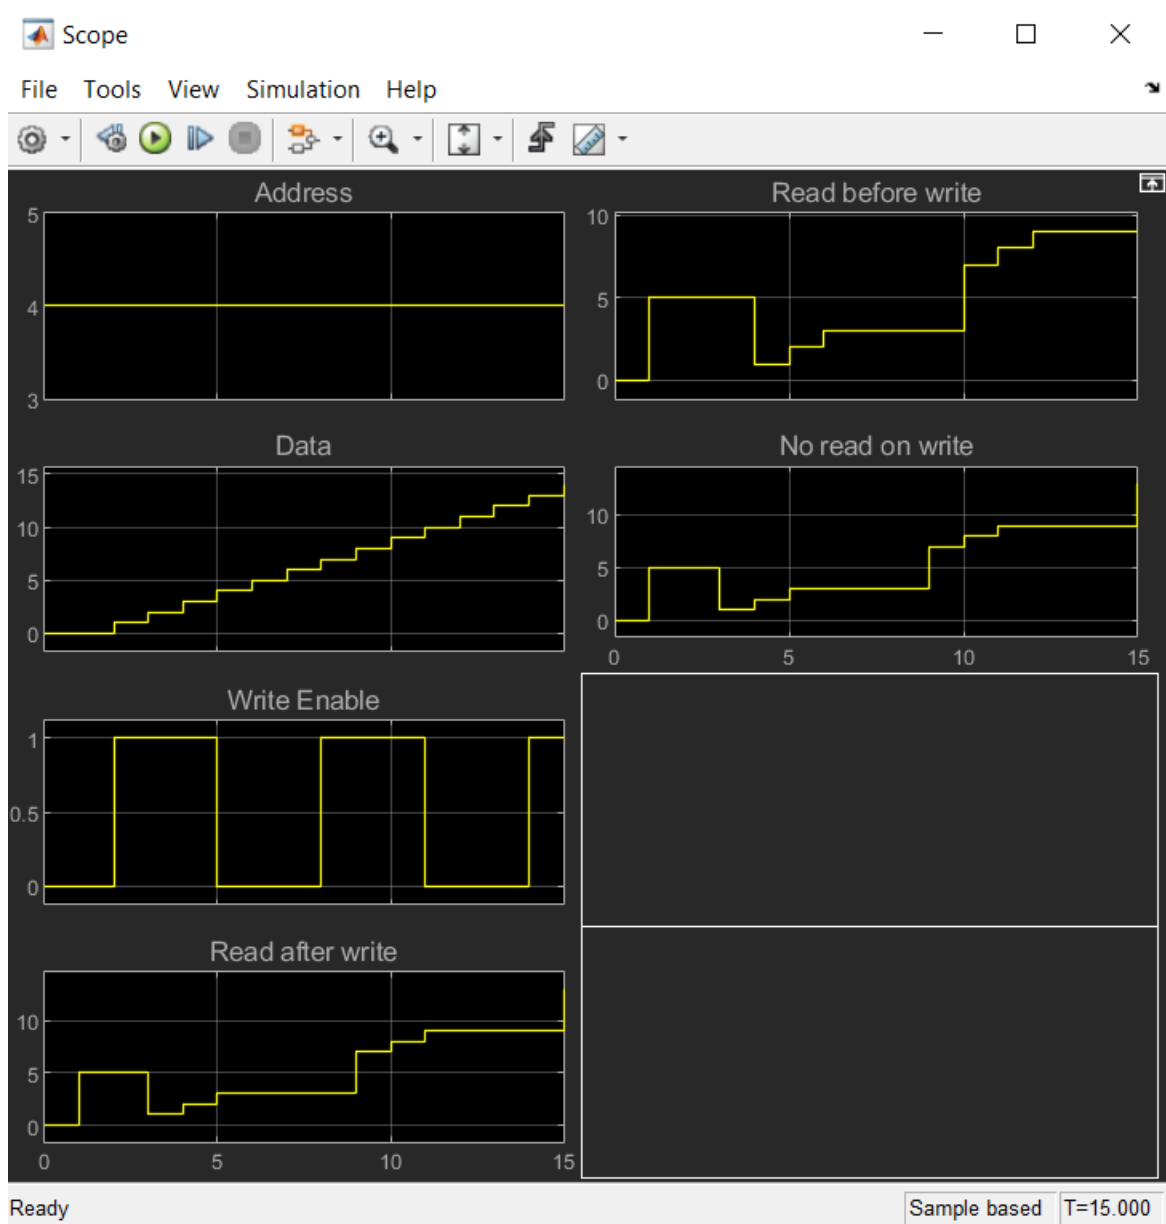 Scope
File Tools View Simulation Help
Address
5
4
3
Read before write
10
5
0
Data
15
10
5
0
No read on write
10
5
0
0 5 10 15
Write Enable
1
0.5
0
Read after write
10
5
0
0 5 10 15
Ready
Sample based T=15.000